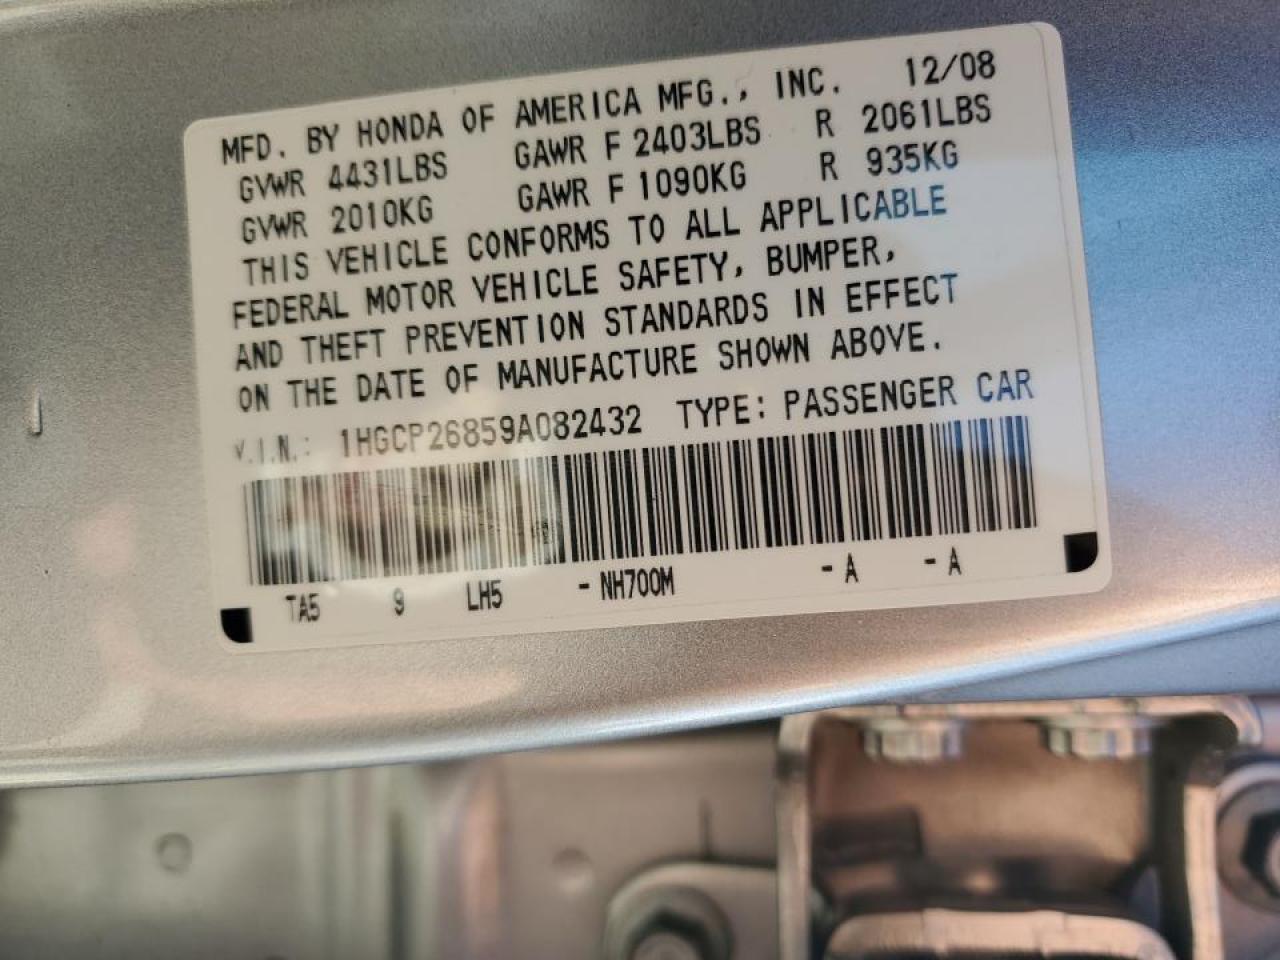 MFD. BY HONDA OF AMERICA MFG., INC. 12/08
GVWR 4431LBS GAWR F 2403LBS R 2061LBS
GVWR 2010KG GAWR F 1090KG R 935KG
THIS VEHICLE CONFORMS TO ALL APPLICABLE
FEDERAL MOTOR VEHICLE SAFETY, BUMPER,
AND THEFT PREVENTION STANDARDS IN EFFECT
ON THE DATE OF MANUFACTURE SHOWN ABOVE.
V.I.N.: 1HGCP26859A082432 TYPE: PASSENGER CAR
TA5 9 LH5 -NH700M -A -A